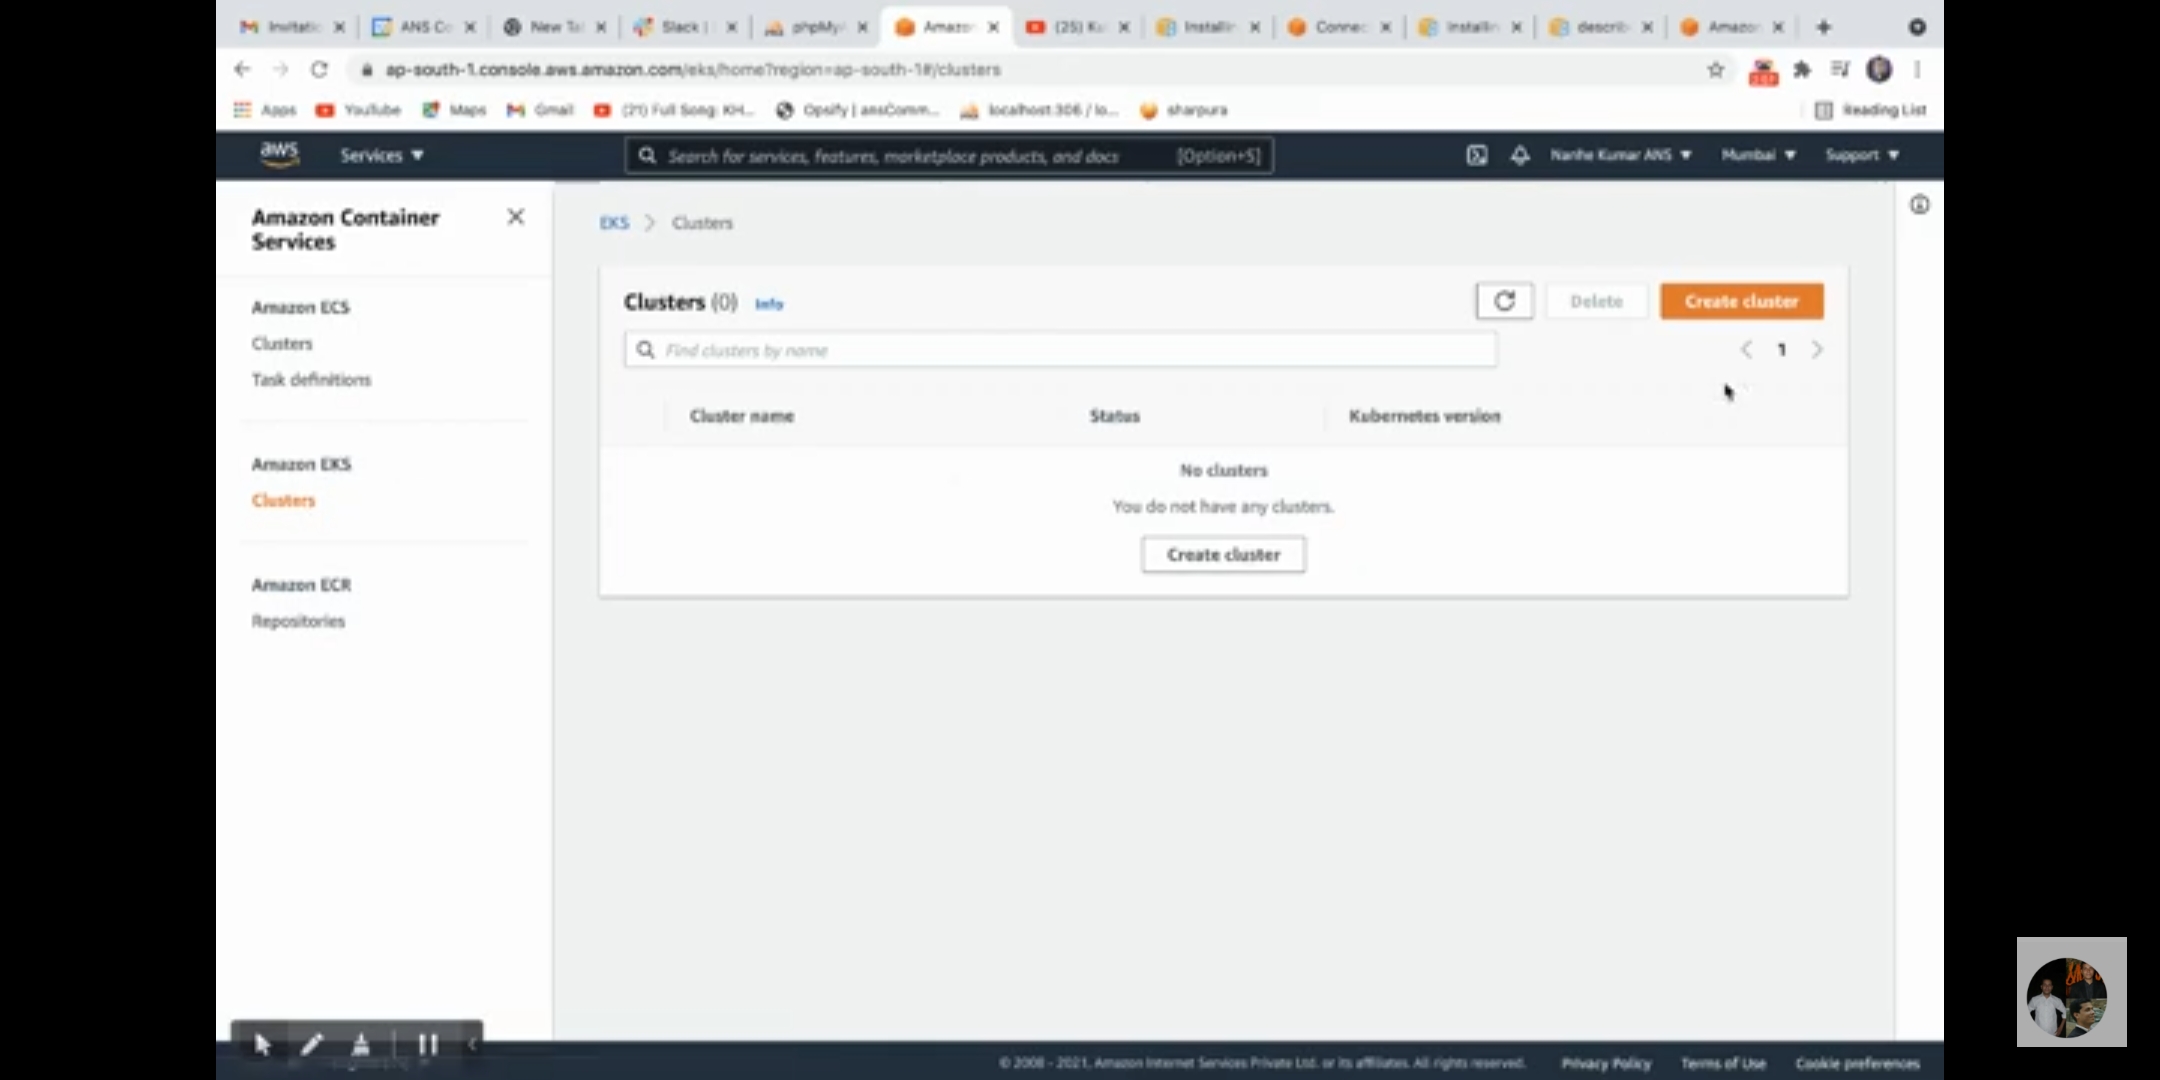 Invitatic
ANS Co
New Tal
Slack |
phpMy
Amazon
(25) Ku
Installin
Connec
Installin
describ
Amazon
ap-south-1.console.aws.amazon.com/eks/home?region=ap-south-1#/clusters
Apps
YouTube
Maps
Gmail
(21) Full Song: KH...
Opsify | ansComm...
localhost:306 / lo...
sharpura
Reading List
aws
Services
Search for services, features, marketplace products, and docs
[Option+S]
Nanhe Kumar ANS
Mumbai
Support
Amazon Container
Services
Amazon ECS
Clusters
Task definitions
Amazon EKS
Clusters
Amazon ECR
Repositories
EKS > Clusters
Clusters (0) Info
Delete
Create cluster
Find clusters by name
1
Cluster name
Status
Kubernetes version
No clusters
You do not have any clusters.
Create cluster
© 2008 - 2021, Amazon Internet Services Private Ltd. or its affiliates. All rights reserved.
Privacy Policy
Terms of Use
Cookie preferences